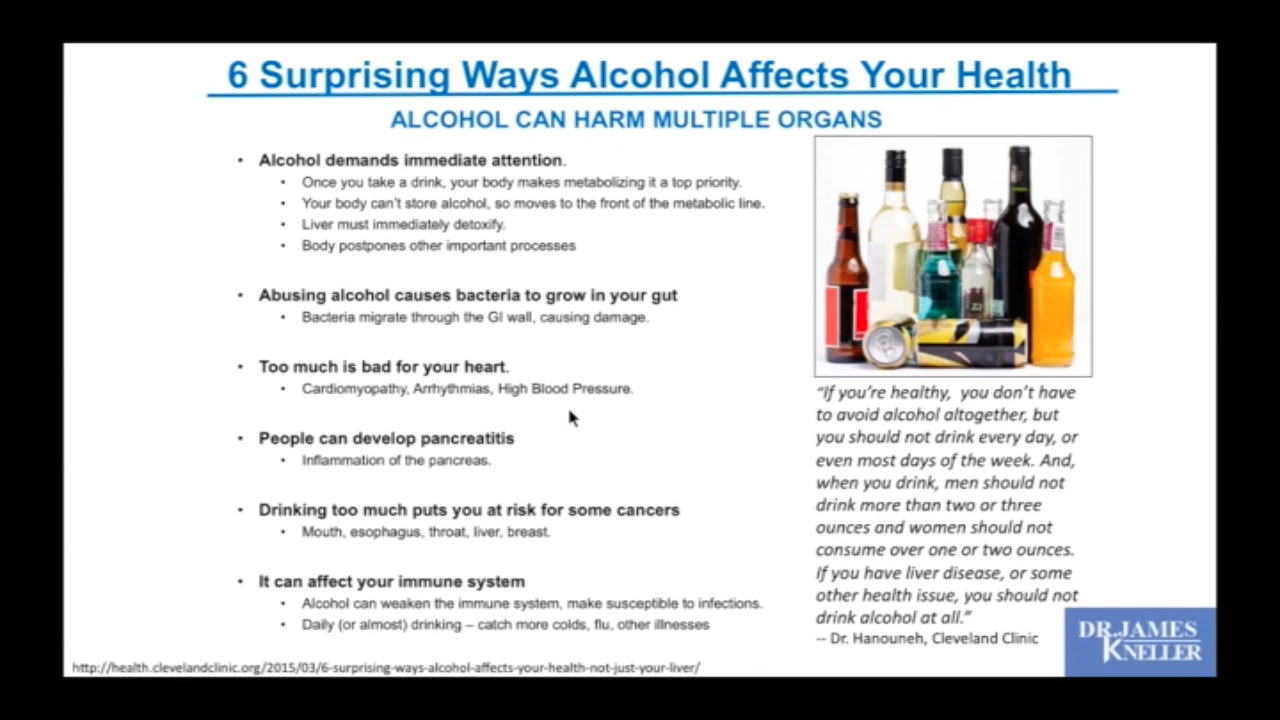 6 Surprising Ways Alcohol Affects Your Health
ALCOHOL CAN HARM MULTIPLE ORGANS
• Alcohol demands immediate attention.
• Once you take a drink, your body makes metabolizing it a top priority.
• Your body can't store alcohol, so moves to the front of the metabolic line.
• Liver must immediately detoxify.
• Body postpones other important processes
• Abusing alcohol causes bacteria to grow in your gut
• Bacteria migrate through the GI wall, causing damage.
• Too much is bad for your heart.
• Cardiomyopathy, Arrhythmias, High Blood Pressure.
• People can develop pancreatitis
• Inflammation of the pancreas.
• Drinking too much puts you at risk for some cancers
• Mouth, esophagus, throat, liver, breast.
• It can affect your immune system
• Alcohol can weaken the immune system, make susceptible to infections.
• Daily (or almost) drinking – catch more colds, flu, other illnesses
"If you're healthy, you don't have
to avoid alcohol altogether, but
you should not drink every day, or
even most days of the week. And,
when you drink, men should not
drink more than two or three
ounces and women should not
consume over one or two ounces.
If you have liver disease, or some
other health issue, you should not
drink alcohol at all."
-- Dr. Hanouneh, Cleveland Clinic
DR. JAMES
KNELLER
http://health.clevelandclinic.org/2015/03/6-surprising-ways-alcohol-affects-your-health-not-just-your-liver/